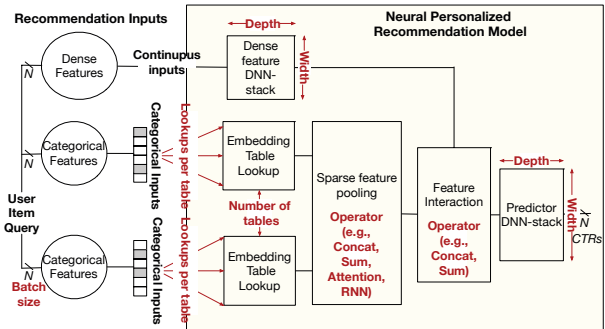 Recommendation Inputs
Neural Personalized
Recommendation Model
Dense
Features
N
Continous
inputs
Depth
Dense
feature
DNN-
stack
Width
Categorical
Features
N
Categorical Inputs
Lookups per table
Embedding
Table
Lookup
User
Item
Query
Number of
tables
Categorical
Features
N
Batch
size
Categorical Inputs
Lookups per table
Embedding
Table
Lookup
Sparse feature
pooling
Operator
(e.g.,
Concat,
Sum,
Attention,
RNN)
Feature
Interaction
Operator
(e.g.,
Concat,
Sum)
Depth
Predictor
DNN-stack
Width
N
CTRs